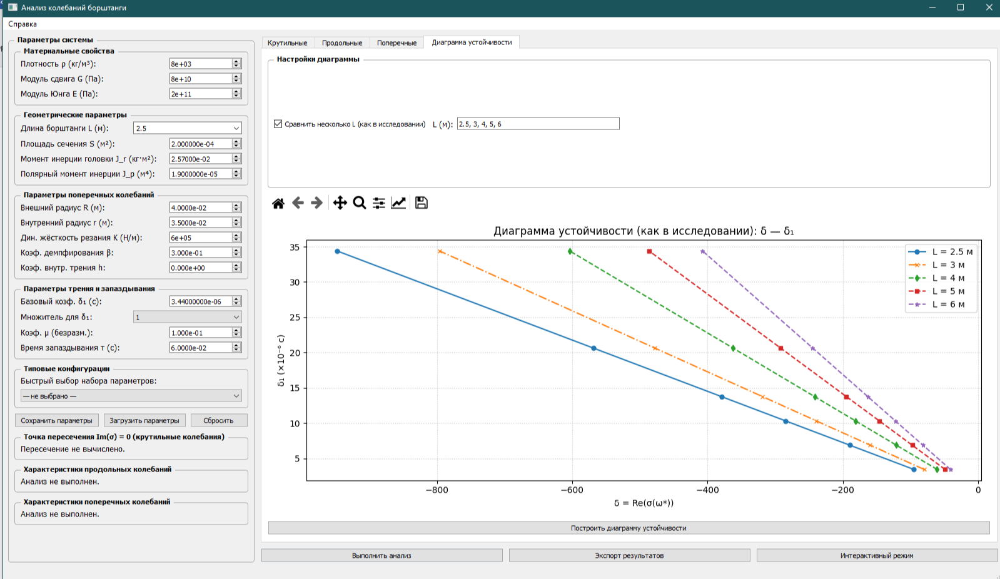 Анализ колебаний борштанги
Справка
Параметры системы
Материальные свойства
Плотность ρ (кг/м³): 8e+03
Модуль сдвига G (Па): 8e+10
Модуль Юнга E (Па): 2e+11
Геометрические параметры
Длина борштанги L (м): 2.5
Площадь сечения S (м²): 2.000000e-04
Момент инерции головки J_r (кг·м²): 2.57000e-02
Полярный момент инерции J_p (м⁴): 1.9000000e-05
Параметры поперечных колебаний
Внешний радиус R (м): 4.0000e-02
Внутренний радиус r (м): 3.5000e-02
Дин. жёсткость резания K (Н/м): 6e+05
Коэф. демпфирования β: 3.000e-01
Коэф. внутр. трения h: 0.000e+00
Параметры трения и запаздывания
Базовый коэф. δ₁ (с): 3.44000000e-06
Множитель для δ₁: 1
Коэф. μ (безразм.): 1.000e-01
Время запаздывания τ (с): 6.0000e-02
Типовые конфигурации
Быстрый выбор набора параметров:
— не выбрано —
Сохранить параметры Загрузить параметры Сбросить
Точка пересечения Im(σ) = 0 (крутильные колебания)
Пересечение не вычислено.
Характеристики продольных колебаний
Анализ не выполнен.
Характеристики поперечных колебаний
Анализ не выполнен.
Крутильные Продольные Поперечные Диаграмма устойчивости
Настройки диаграммы
Сравнить несколько L (как в исследовании) L (м): 2.5, 3, 4, 5, 6
Диаграмма устойчивости (как в исследовании): δ — δ₁
δ₁ (×10⁻⁶ с)
35
30
25
20
15
10
5
L = 2.5 м
L = 3 м
L = 4 м
L = 5 м
L = 6 м
−800 −600 −400 −200 0
δ = Re(σ(ω*))
Построить диаграмму устойчивости
Выполнить анализ Экспорт результатов Интерактивный режим